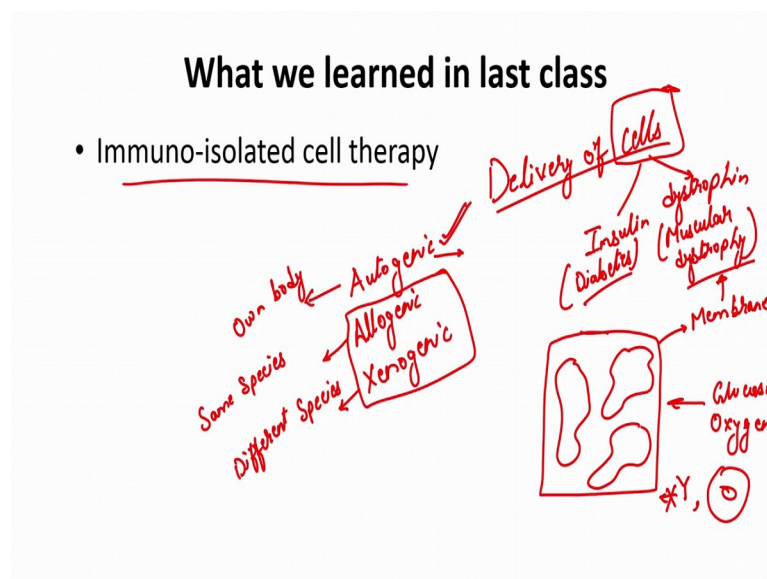 What we learned in last class
• Immuno-isolated cell therapy
Delivery of cells
Insulin
(Diabetes)
dystrophin
(Muscular
dystrophy)
Autogenic
Own body
Allogenic
Same Species
Xenogenic
Different Species
Membrane
Glucos
Oxygen
*Y,